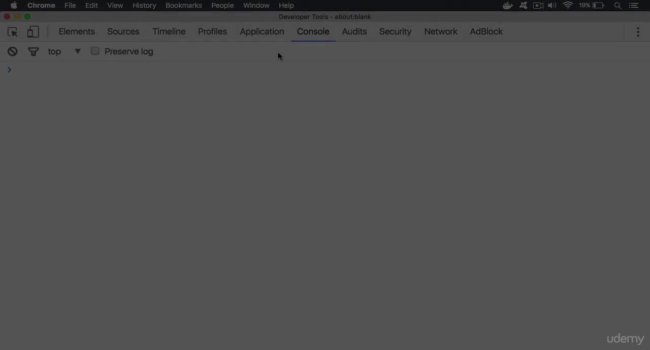 Chrome File Edit View History Bookmarks People Window Help 19%
Developer Tools - about:blank
Elements Sources Timeline Profiles Application Console Audits Security Network AdBlock
top Preserve log
udemy